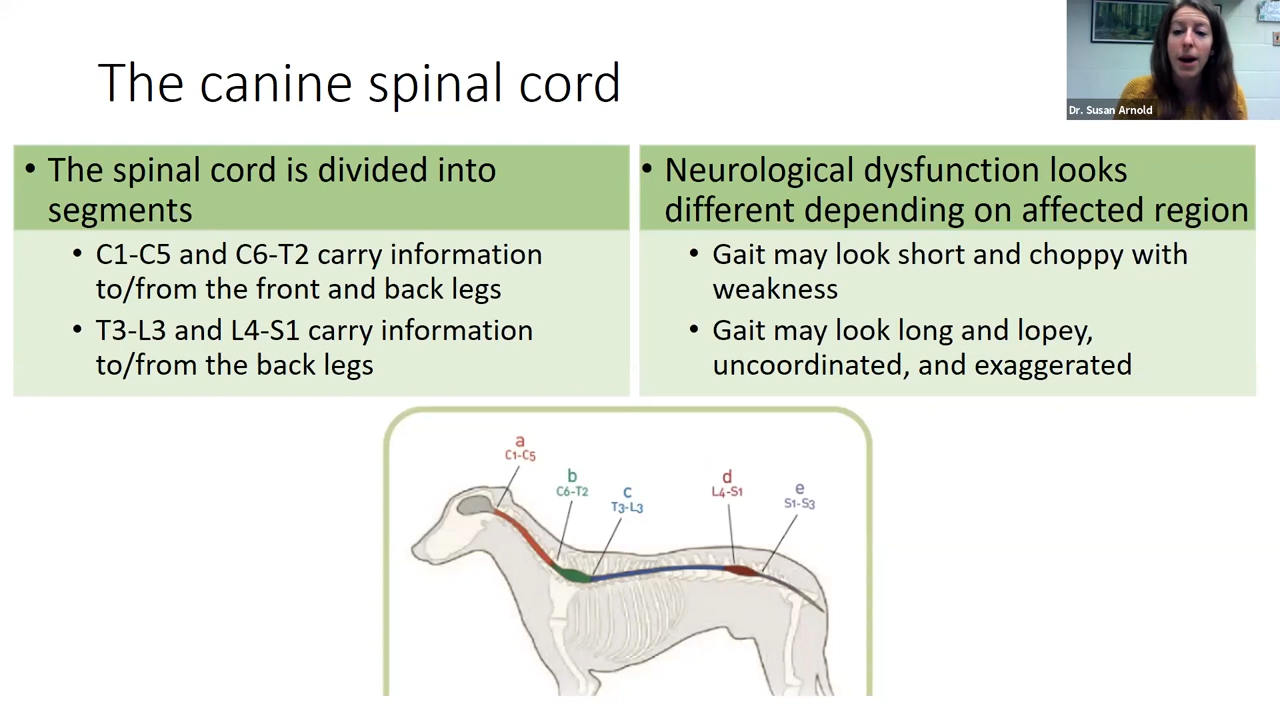 The canine spinal cord
Dr. Susan Arnold
• The spinal cord is divided into
segments
• C1-C5 and C6-T2 carry information
to/from the front and back legs
• T3-L3 and L4-S1 carry information
to/from the back legs
• Neurological dysfunction looks
different depending on affected region
• Gait may look short and choppy with
weakness
• Gait may look long and lopey,
uncoordinated, and exaggerated
a
C1-C5
b
C6-T2
c
T3-L3
d
L4-S1
e
S1-S3